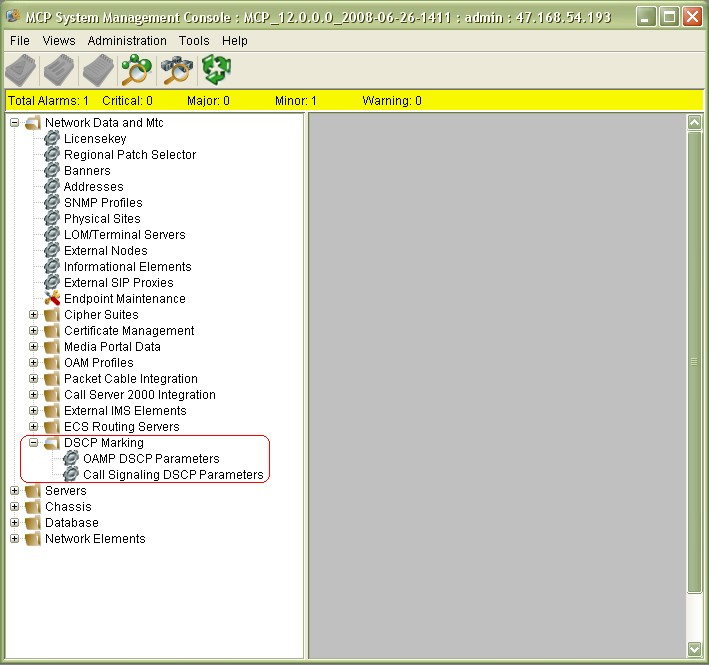 MCP System Management Console : MCP_12.0.0.0_2008-06-26-1411 : admin : 47.168.54.193
File Views Administration Tools Help
Total Alarms: 1 Critical: 0 Major: 0 Minor: 1 Warning: 0
Network Data and Mtc
Licensekey
Regional Patch Selector
Banners
Addresses
SNMP Profiles
Physical Sites
LOM/Terminal Servers
External Nodes
Informational Elements
External SIP Proxies
Endpoint Maintenance
Cipher Suites
Certificate Management
Media Portal Data
OAM Profiles
Packet Cable Integration
Call Server 2000 Integration
External IMS Elements
ECS Routing Servers
DSCP Marking
OAMP DSCP Parameters
Call Signaling DSCP Parameters
Servers
Chassis
Database
Network Elements